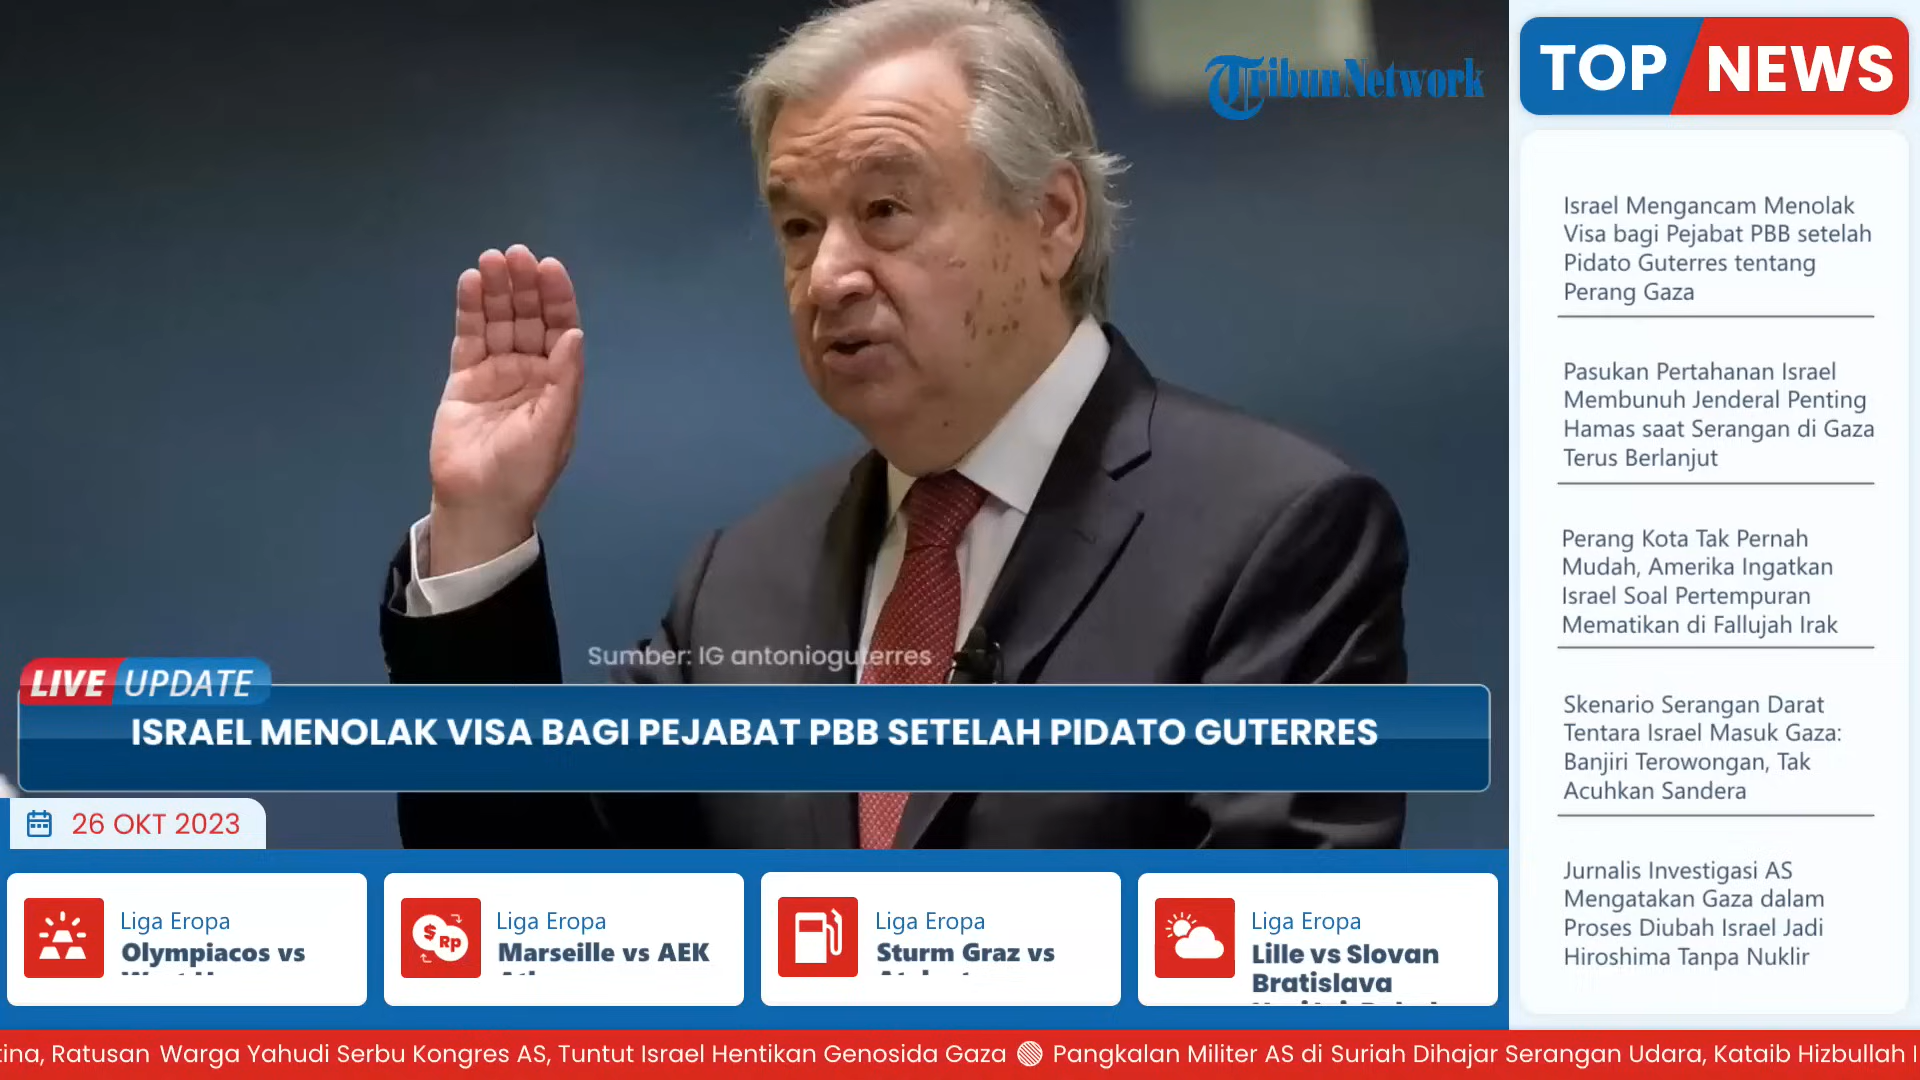 TribunNetwork
TOP NEWS
Israel Mengancam Menolak
Visa bagi Pejabat PBB setelah
Pidato Guterres tentang
Perang Gaza
Pasukan Pertahanan Israel
Membunuh Jenderal Penting
Hamas saat Serangan di Gaza
Terus Berlanjut
Perang Kota Tak Pernah
Mudah, Amerika Ingatkan
Israel Soal Pertempuran
Mematikan di Fallujah Irak
Skenario Serangan Darat
Tentara Israel Masuk Gaza:
Banjiri Terowongan, Tak
Acuhkan Sandera
Jurnalis Investigasi AS
Mengatakan Gaza dalam
Proses Diubah Israel Jadi
Hiroshima Tanpa Nuklir
Sumber: IG antonioguterres
LIVE UPDATE
ISRAEL MENOLAK VISA BAGI PEJABAT PBB SETELAH PIDATO GUTERRES
26 OKT 2023
Liga Eropa
Olympiacos vs
$ Rp
Liga Eropa
Marseille vs AEK
Liga Eropa
Sturm Graz vs
Liga Eropa
Lille vs Slovan
Bratislava
tina, Ratusan Warga Yahudi Serbu Kongres AS, Tuntut Israel Hentikan Genosida Gaza Pangkalan Militer AS di Suriah Dihajar Serangan Udara, Kataib Hizbullah